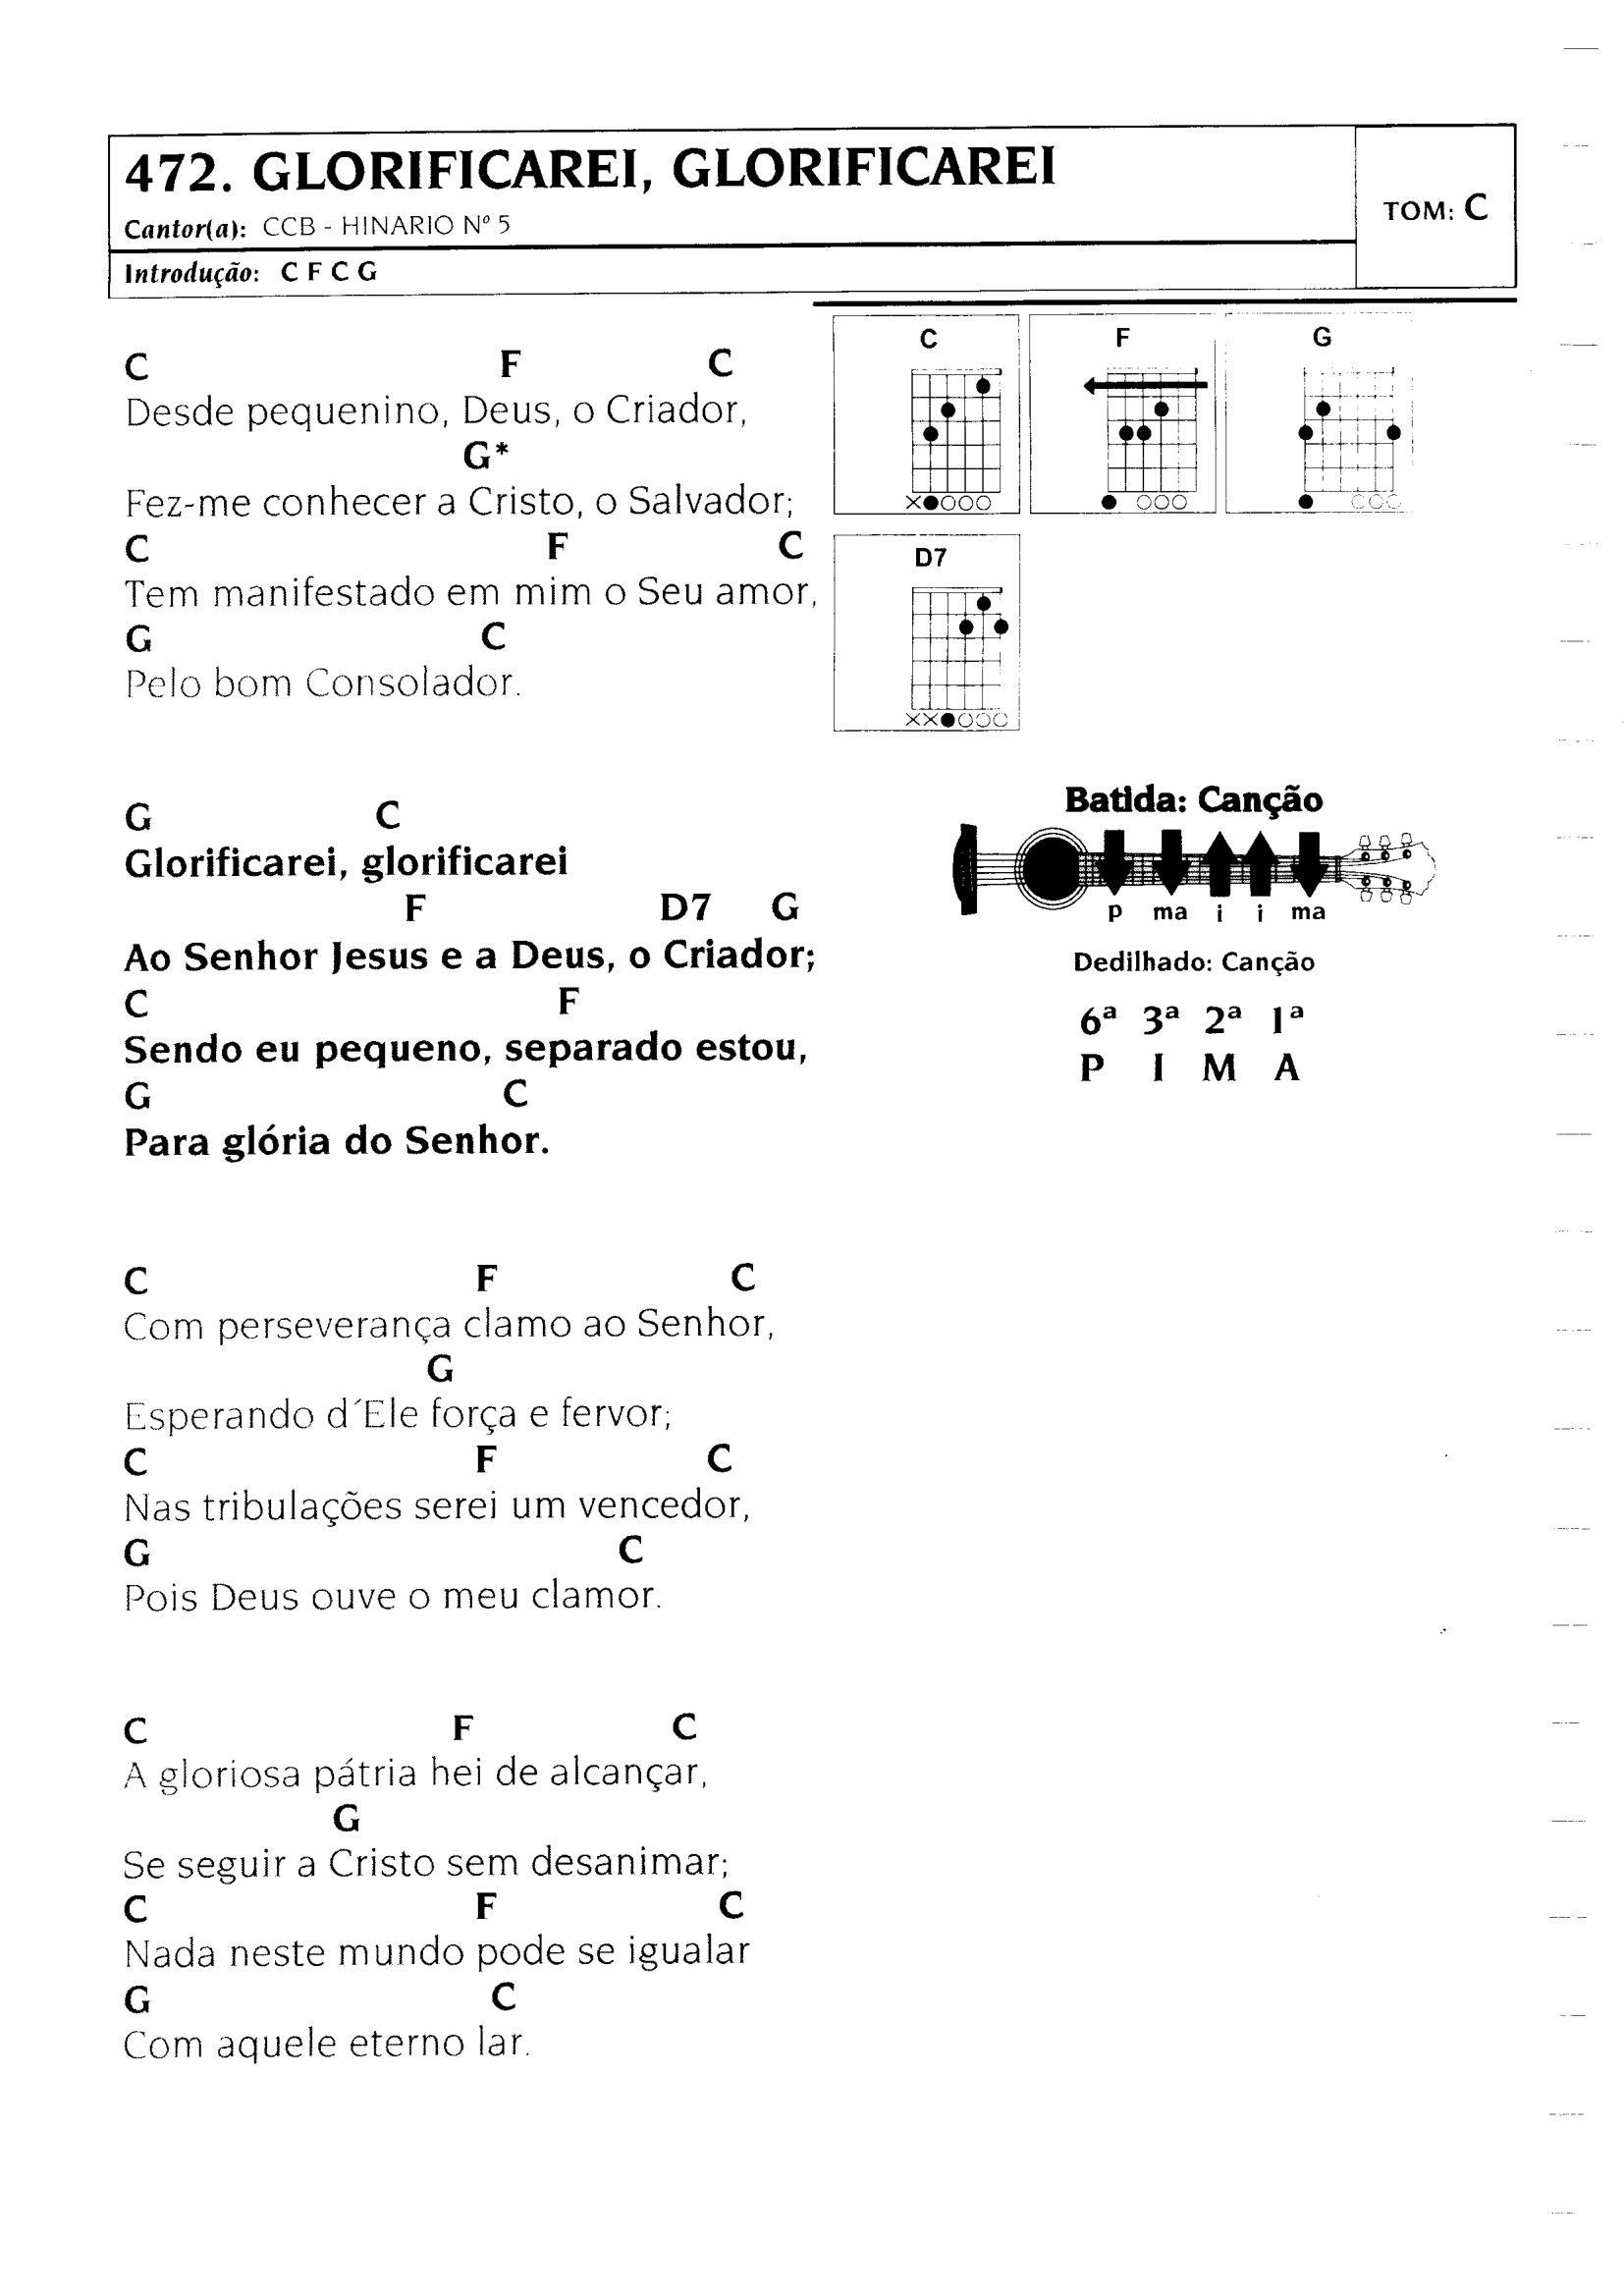 472. GLORIFICAREI, GLORIFICAREI
Cantor(a): CCB - HINARIO Nº 5
TOM: C
Introdução: C F C G
C F C
Desde pequenino, Deus, o Criador,
G*
Fez-me conhecer a Cristo, o Salvador;
C F C
Tem manifestado em mim o Seu amor,
G C
Pelo bom Consolador.
G C
Glorificarei, glorificarei
F D7 G
Ao Senhor Jesus e a Deus, o Criador;
C F
Sendo eu pequeno, separado estou,
G C
Para glória do Senhor.
C F C
Com perseverança clamo ao Senhor,
G
Esperando d´Ele força e fervor;
C F C
Nas tribulações serei um vencedor,
G C
Pois Deus ouve o meu clamor.
C F C
A gloriosa pátria hei de alcançar,
G
Se seguir a Cristo sem desanimar;
C F C
Nada neste mundo pode se igualar
G C
Com aquele eterno lar.
C F G
D7
Batida: Canção
p ma i i ma
Dedilhado: Canção
6ª 3ª 2ª 1ª
P I M A